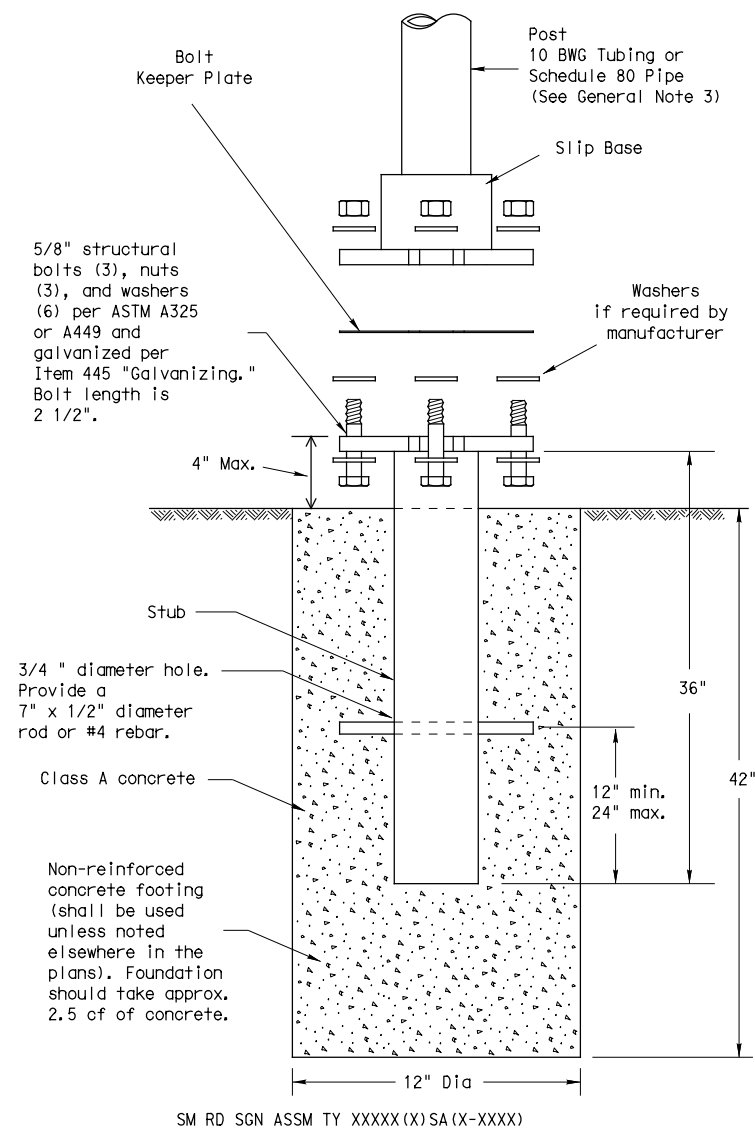 Bolt
Keeper Plate
Post
10 BWG Tubing or
Schedule 80 Pipe
(See General Note 3)
Slip Base
5/8" structural
bolts (3), nuts
(3), and washers
(6) per ASTM A325
or A449 and
galvanized per
Item 445 "Galvanizing."
Bolt length is
2 1/2".
Washers
if required by
manufacturer
4" Max.
Stub
3/4 " diameter hole.
Provide a
7" x 1/2" diameter
rod or #4 rebar.
36"
Class A concrete
12" min.
24" max.
42"
Non-reinforced
concrete footing
(shall be used
unless noted
elsewhere in the
plans). Foundation
should take approx.
2.5 cf of concrete.
12" Dia
SM RD SGN ASSM TY XXXXX(X)SA(X-XXXX)